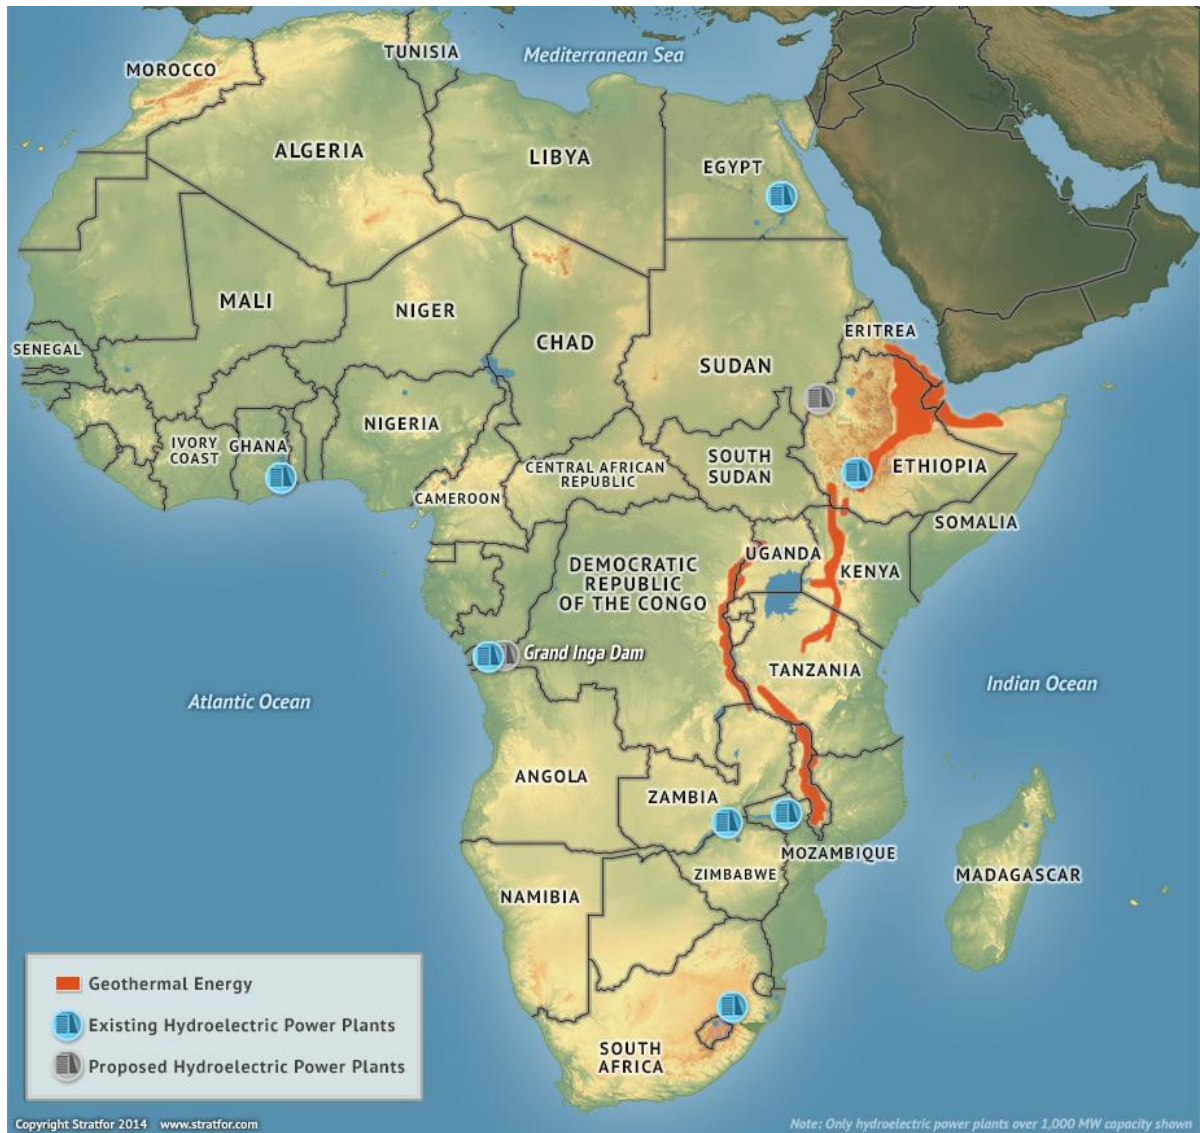 Mediterranean Sea
TUNISIA
MOROCCO
ALGERIA
LIBYA
EGYPT
MALI
NIGER
CHAD
SUDAN
ERITREA
SENEGAL
NIGERIA
IVORY
COAST
GHANA
CENTRAL AFRICAN
REPUBLIC
SOUTH
SUDAN
ETHIOPIA
CAMEROON
SOMALIA
DEMOCRATIC
REPUBLIC
OF THE CONGO
UGANDA
KENYA
Grand Inga Dam
TANZANIA
Atlantic Ocean
Indian Ocean
ANGOLA
ZAMBIA
MOZAMBIQUE
ZIMBABWE
MADAGASCAR
NAMIBIA
SOUTH
AFRICA
Geothermal Energy
Existing Hydroelectric Power Plants
Proposed Hydroelectric Power Plants
Copyright Stratfor 2014 www.stratfor.com
Note: Only hydroelectric power plants over 1,000 MW capacity shown